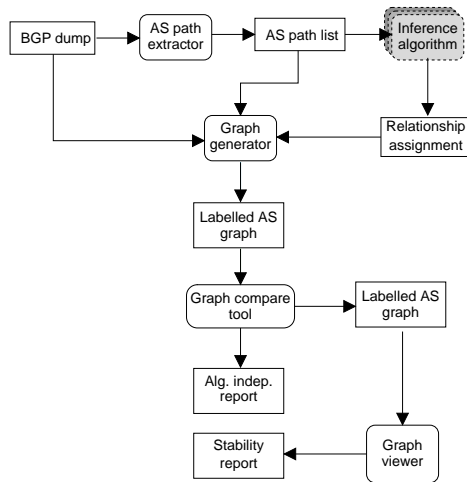 BGP dump
AS path
extractor
AS path list
Inference
algorithm
Graph
generator
Relationship
assignment
Labelled AS
graph
Graph compare
tool
Labelled AS
graph
Alg. indep.
report
Stability
report
Graph
viewer